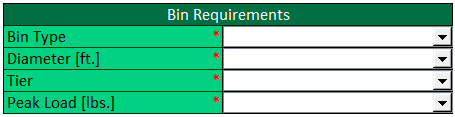 Bin Requirements
Bin Type *
Diameter [ft.] *
Tier *
Peak Load [lbs.] *